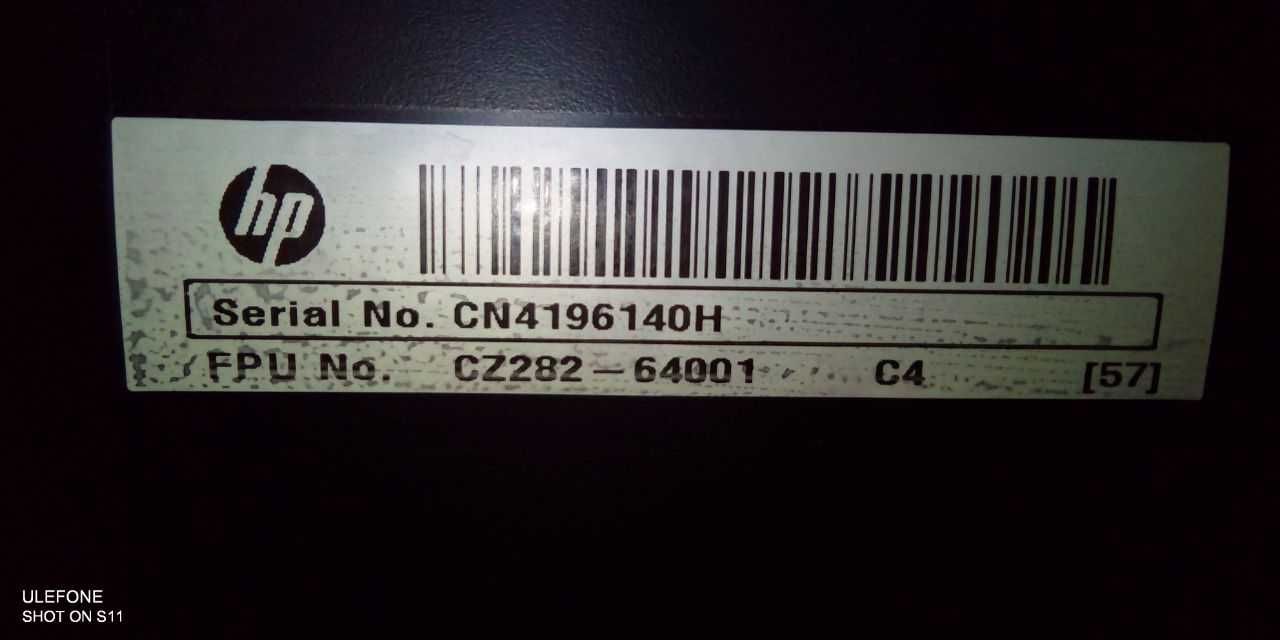 hp
Serial No. CN4196140H
FPU No. CZ282-64001 C4 [57]
ULEFONE
SHOT ON S11